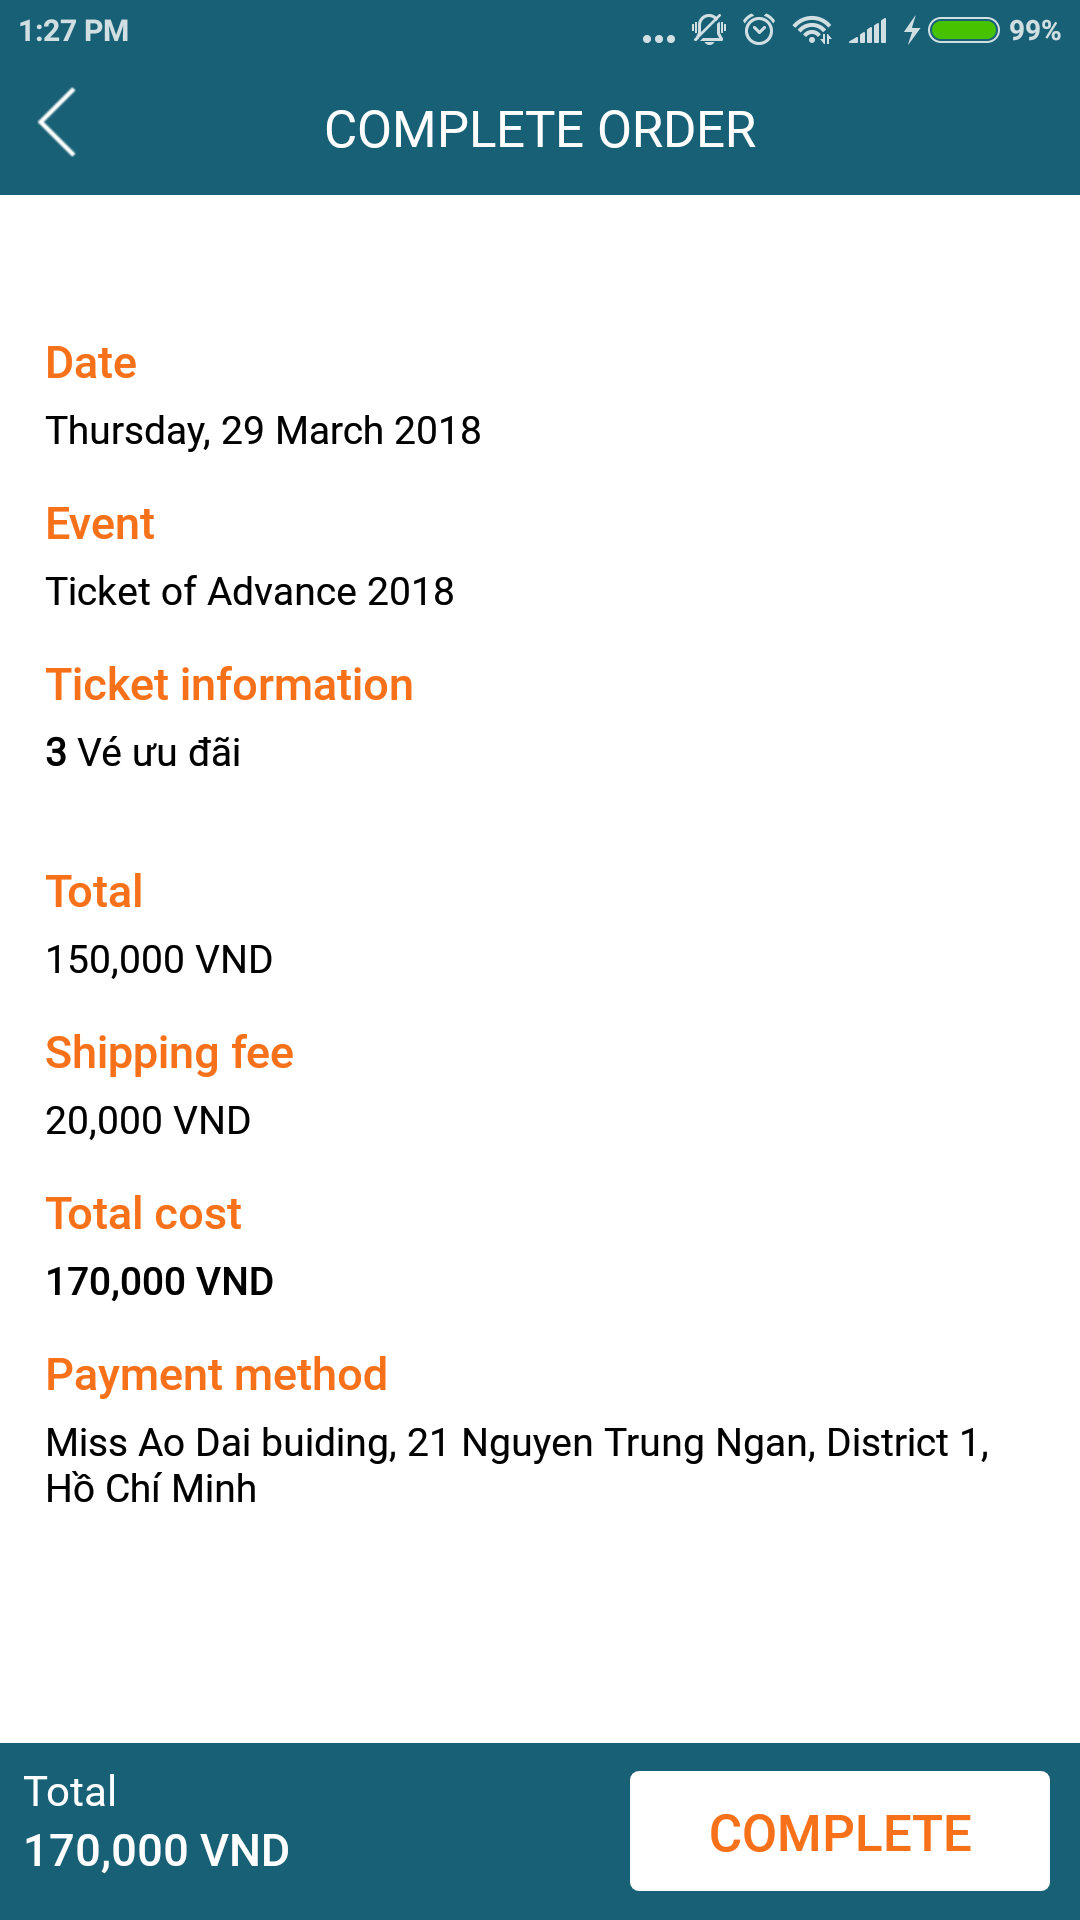 1:27 PM
99%
COMPLETE ORDER
Date
Thursday, 29 March 2018
Event
Ticket of Advance 2018
Ticket information
3 Vé ưu đãi
Total
150,000 VND
Shipping fee
20,000 VND
Total cost
170,000 VND
Payment method
Miss Ao Dai buiding, 21 Nguyen Trung Ngan, District 1,
Hồ Chí Minh
Total
170,000 VND
COMPLETE